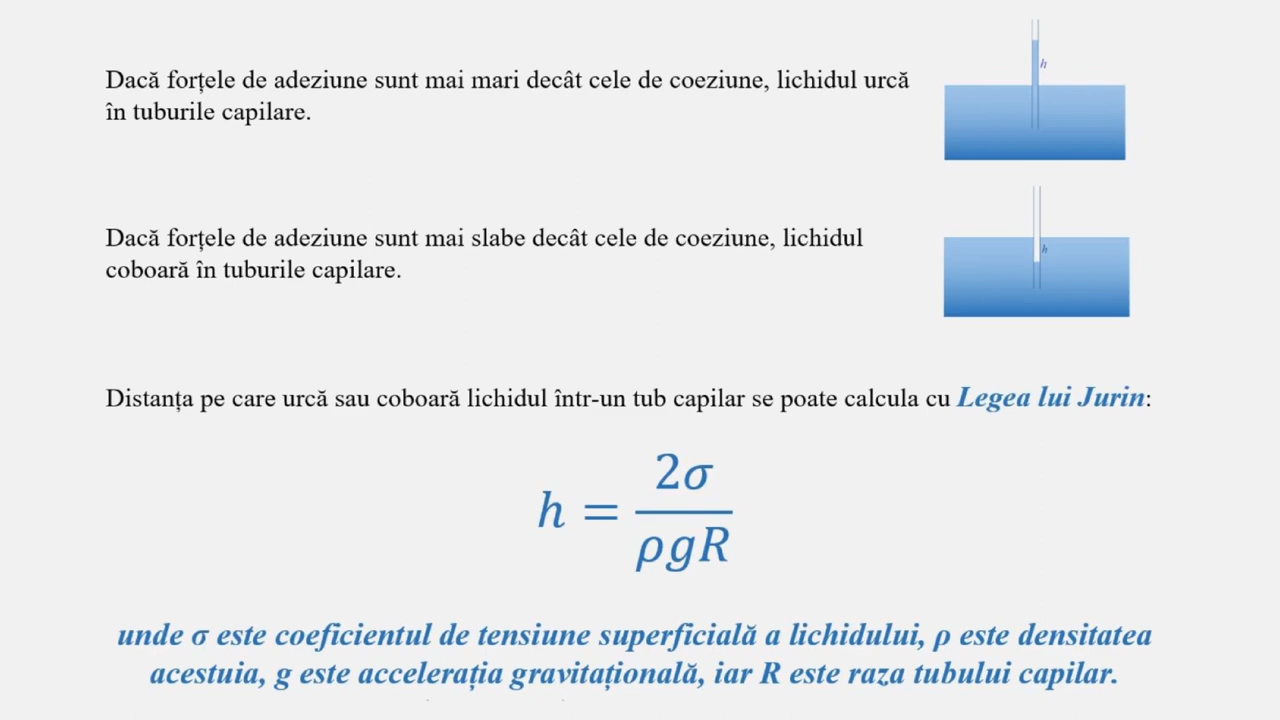 Dacă forțele de adeziune sunt mai mari decât cele de coeziune, lichidul urcă
în tuburile capilare.
h
Dacă forțele de adeziune sunt mai slabe decât cele de coeziune, lichidul
coboară în tuburile capilare.
h
Distanța pe care urcă sau coboară lichidul într-un tub capilar se poate calcula cu Legea lui Jurin:
h = 2σ / ρgR
unde σ este coeficientul de tensiune superficială a lichidului, ρ este densitatea
acestuia, g este accelerația gravitațională, iar R este raza tubului capilar.